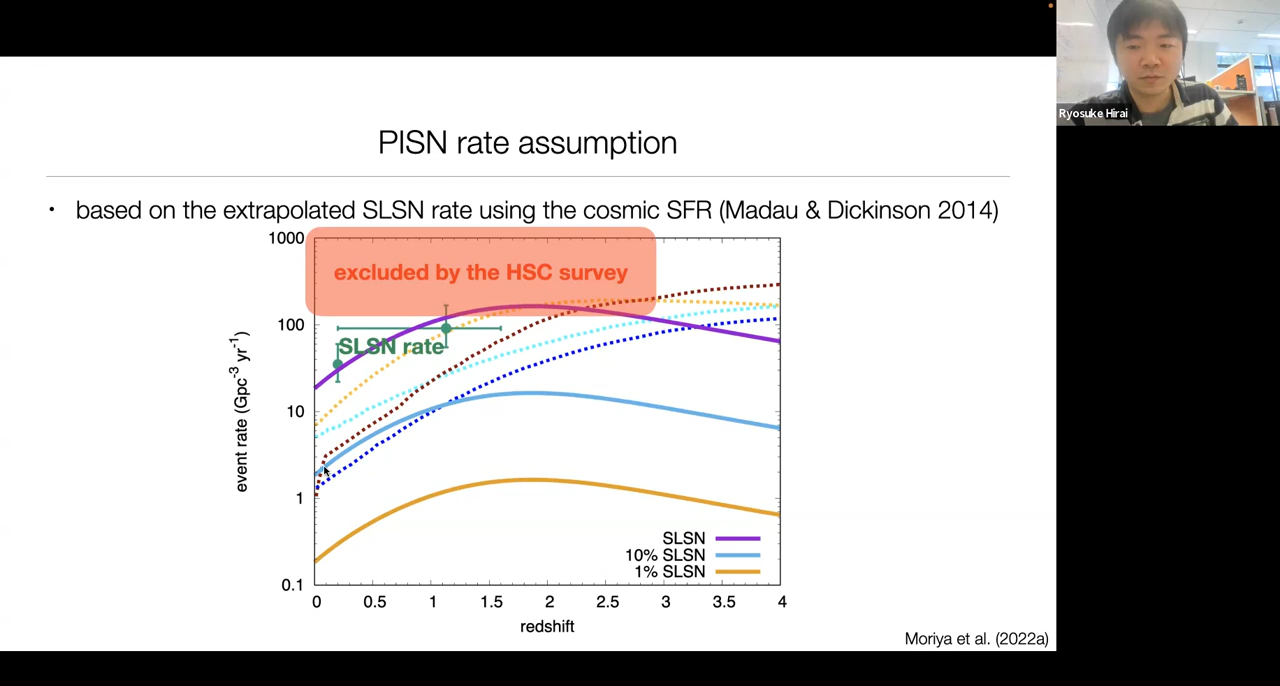 PISN rate assumption
• based on the extrapolated SLSN rate using the cosmic SFR (Madau & Dickinson 2014)
1000
100
10
1
0.1
event rate (Gpc⁻³ yr⁻¹)
excluded by the HSC survey
SLSN rate
SLSN
10% SLSN
1% SLSN
0 0.5 1 1.5 2 2.5 3 3.5 4
redshift
Moriya et al. (2022a)
Ryosuke Hirai